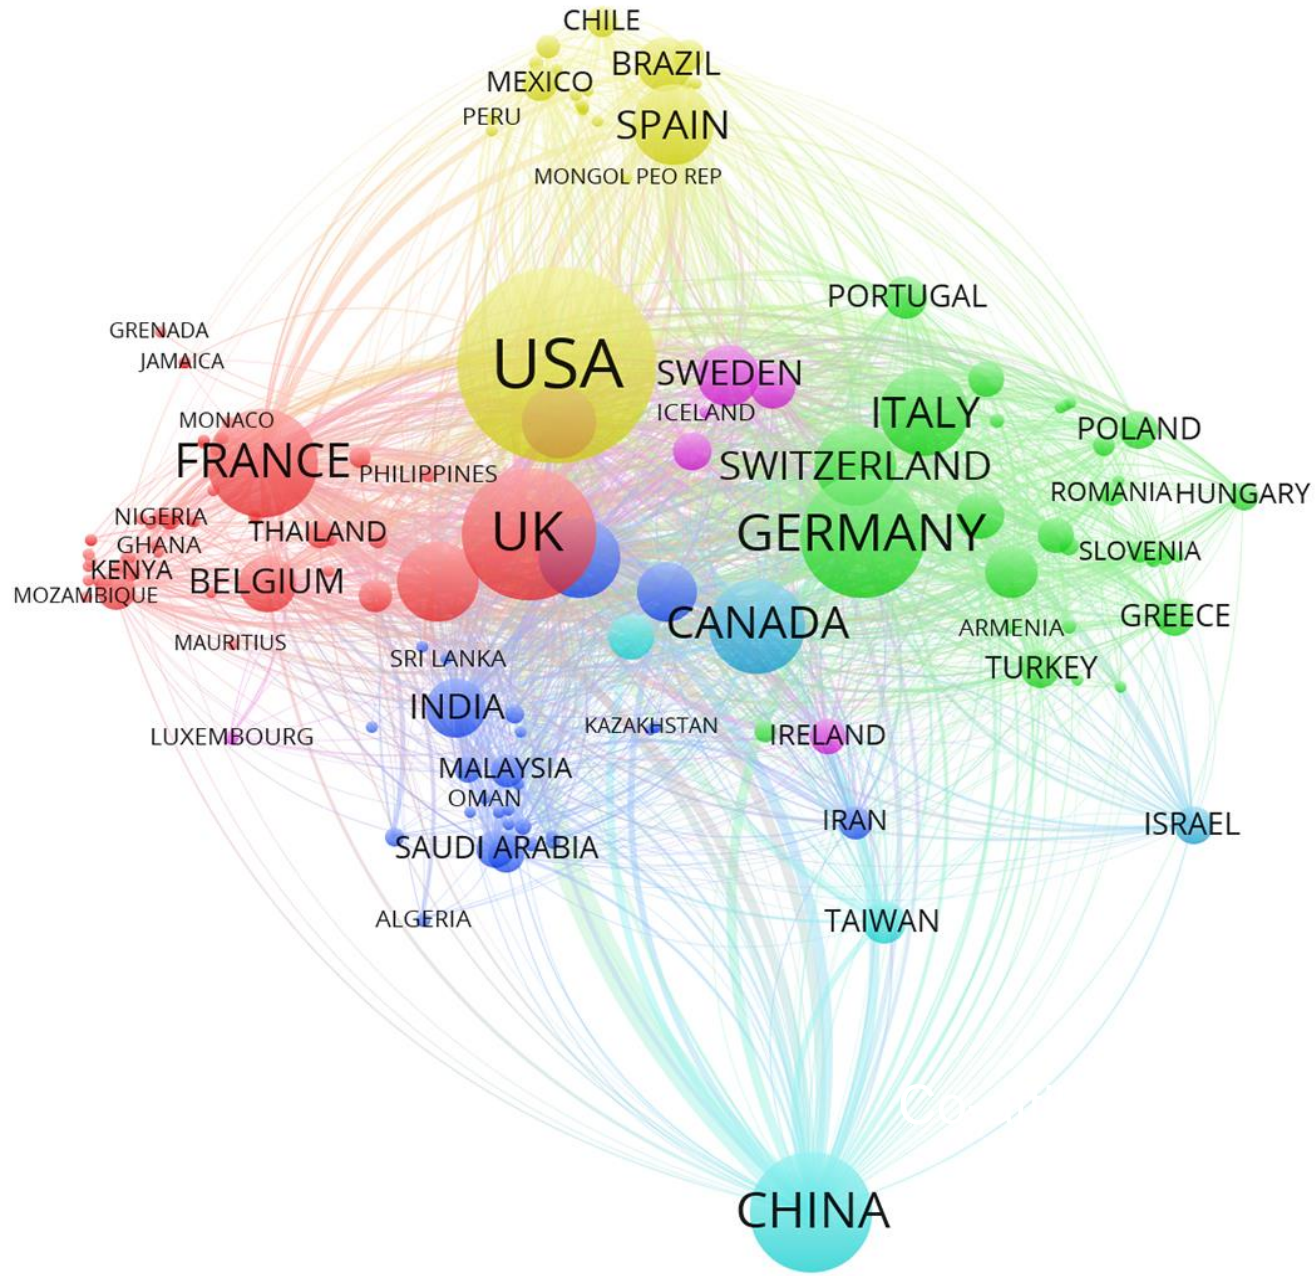 CHILE
BRAZIL
MEXICO
PERU
SPAIN
MONGOL PEO REP
PORTUGAL
GRENADA
JAMAICA
USA
SWEDEN
ICELAND
ITALY
MONACO
POLAND
FRANCE
PHILIPPINES
SWITZERLAND
ROMANIA
HUNGARY
NIGERIA
THAILAND
UK
GERMANY
GHANA
SLOVENIA
KENYA
BELGIUM
MOZAMBIQUE
CANADA
GREECE
ARMENIA
MAURITIUS
SRI LANKA
TURKEY
INDIA
LUXEMBOURG
KAZAKHSTAN
IRELAND
MALAYSIA
OMAN
IRAN
ISRAEL
SAUDI ARABIA
ALGERIA
TAIWAN
CHINA